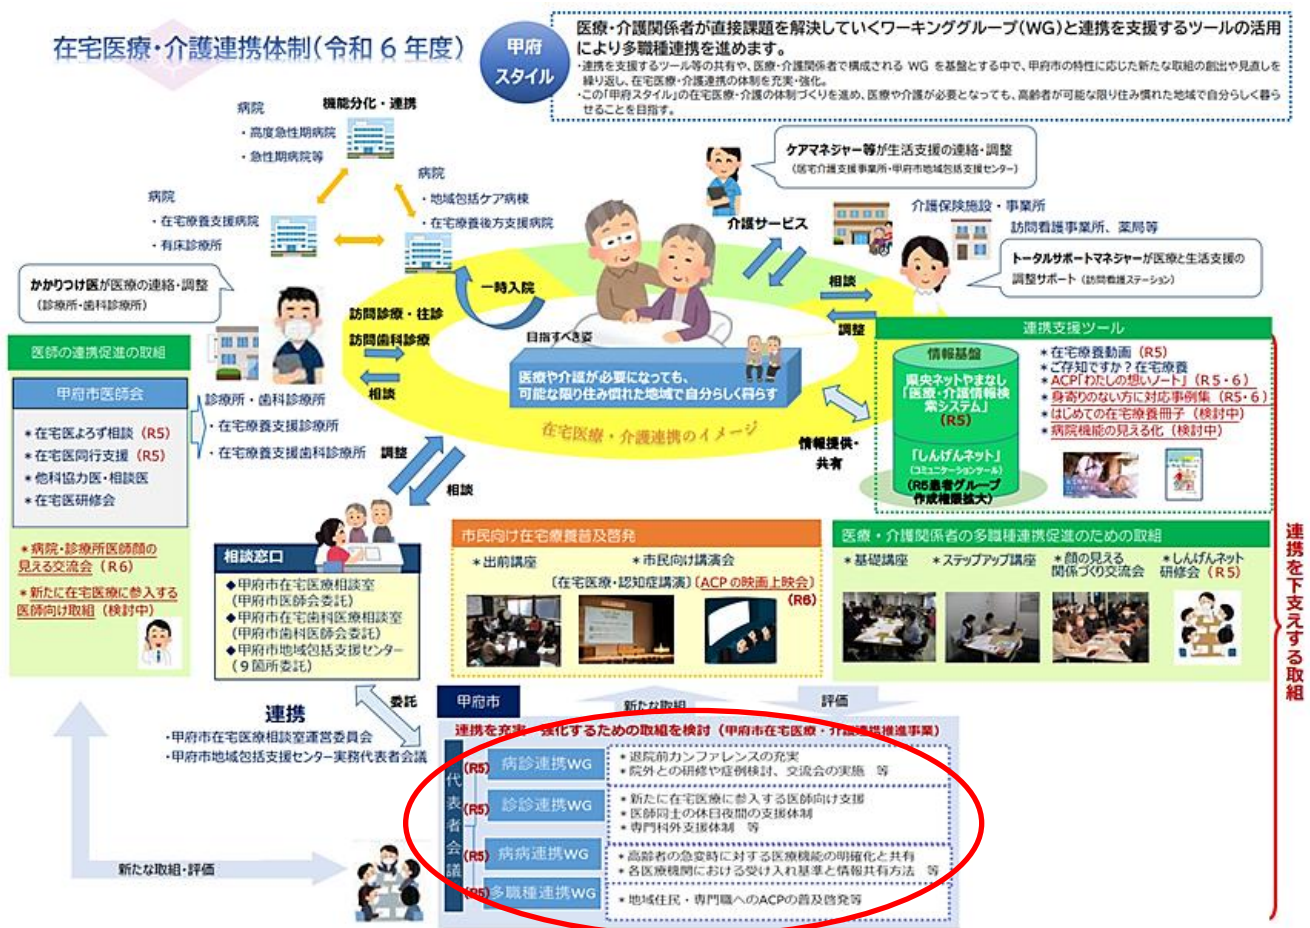 在宅医療・介護連携体制(令和６年度)
甲府
スタイル
医療・介護関係者が直接課題を解決していくワーキンググループ(WG)と連携を支援するツールの活用
により多職種連携を進めます。
・連携を支援するツール等の共有や、医療・介護関係者で構成される WG を基盤とする中で、甲府市の特性に応じた新たな取組の創出や見直しを
繰り返し、在宅医療・介護連携の体制を充実・強化。
・この「甲府スタイル」の在宅医療・介護の体制づくりを進め、医療や介護が必要となっても、高齢者が可能な限り住み慣れた地域で自分らしく暮ら
せることを目指す。
病院
・高度急性期病院
・急性期病院等
機能分化・連携
病院
・地域包括ケア病棟
・在宅療養後方支援病院
病院
・在宅療養支援病院
・有床診療所
ケアマネジャー等が生活支援の連絡・調整
(居宅介護支援事業所・甲府市地域包括支援センター)
介護サービス
介護保険施設・事業所
訪問看護事業所、薬局等
トータルサポートマネジャーが医療と生活支援の
調整サポート(訪問看護ステーション)
かかりつけ医が医療の連絡・調整
(診療所・歯科診療所)
一時入院
訪問診療・往診
訪問歯科診療
相談
相談
調整
目指すべき姿
医療や介護が必要になっても、
可能な限り住み慣れた地域で自分らしく暮らす
在宅医療・介護連携のイメージ
情報提供・
共有
調整
相談
診療所・歯科診療所
・在宅療養支援診療所
・在宅療養支援歯科診療所
医師の連携促進の取組
甲府市医師会
＊在宅医よろず相談(R5)
＊在宅医同行支援(R5)
＊他科協力医・相談医
＊在宅医研修会
＊病院・診療所医師顔の
見える交流会(R6)
＊新たに在宅医療に参入する
医師向け取組(検討中)
連携支援ツール
情報基盤
県央ネットやまなし
「医療・介護情報検
索システム」
(R5)
「しんげんネット」
(コミュニケーションツール)
(R5患者グループ
作成権限拡大)
＊在宅療養動画(R5)
＊ご存知ですか？在宅療養
＊ACP「わたしの想いノート」(R5・6)
＊身寄りのない方に対応事例集(R5・6)
＊はじめての在宅療養冊子(検討中)
＊病院機能の見える化(検討中)
相談窓口
◆甲府市在宅医療相談室
(甲府市医師会委託)
◆甲府市在宅歯科医療相談室
(甲府市歯科医師会委託)
◆甲府市地域包括支援センター
(９箇所委託)
市民向け在宅療養普及啓発
＊出前講座
＊市民向け講演会
〔在宅医療・認知症講演〕〔ACPの映画上映会〕
(R6)
医療・介護関係者の多職種連携促進のための取組
＊基礎講座
＊ステップアップ講座
＊顔の見える
関係づくり交流会
＊しんげんネット
研修会(R5)
連携を下支えする取組
連携
・甲府市在宅医療相談室運営委員会
・甲府市地域包括支援センター実務代表者会議
委託
新たな取組・評価
甲府市
新たな取組
評価
連携を充実・強化するための取組を検討(甲府市在宅医療・介護連携推進事業)
代表者会議
(R5) 病診連携WG
＊退院前カンファレンスの充実
＊院外との研修や症例検討、交流会の実施　等
(R5) 診診連携WG
＊新たに在宅医療に参入する医師向け支援
＊医師同士の休日夜間の支援体制
＊専門科外支援体制　等
(R5) 病病連携WG
＊高齢者の急変時に対する医療機能の明確化と共有
＊各医療機関における受け入れ基準と情報共有方法　等
(R5) 多職種連携WG
＊地域住民・専門職へのACPの普及啓発等